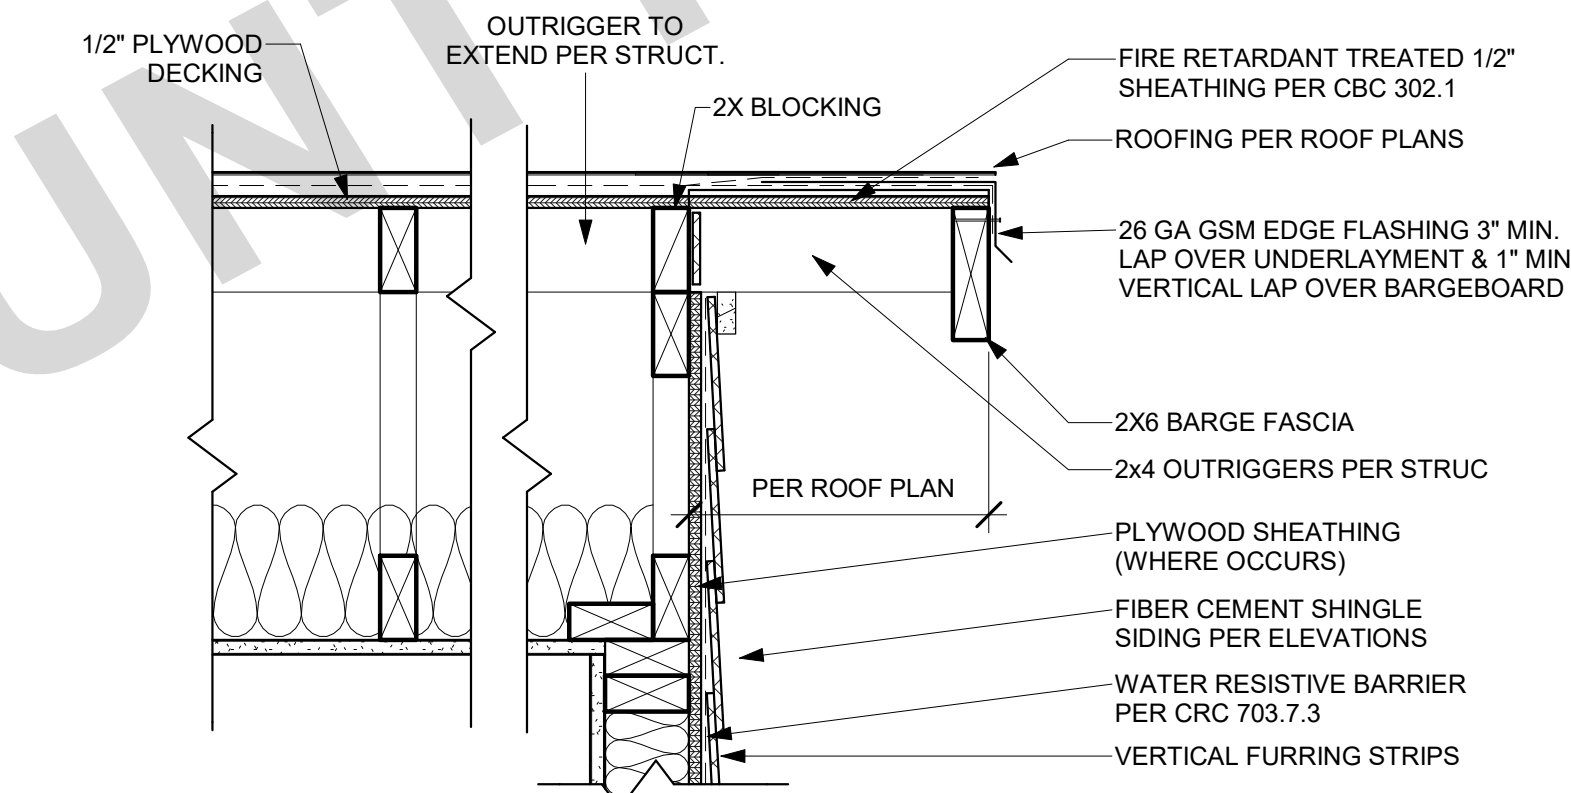 1/2" PLYWOOD
DECKING
OUTRIGGER TO
EXTEND PER STRUCT.
2X BLOCKING
FIRE RETARDANT TREATED 1/2"
SHEATHING PER CBC 302.1
ROOFING PER ROOF PLANS
26 GA GSM EDGE FLASHING 3" MIN.
LAP OVER UNDERLAYMENT & 1" MIN
VERTICAL LAP OVER BARGEBOARD
2X6 BARGE FASCIA
2x4 OUTRIGGERS PER STRUC
PER ROOF PLAN
PLYWOOD SHEATHING
(WHERE OCCURS)
FIBER CEMENT SHINGLE
SIDING PER ELEVATIONS
WATER RESISTIVE BARRIER
PER CRC 703.7.3
VERTICAL FURRING STRIPS
UNT